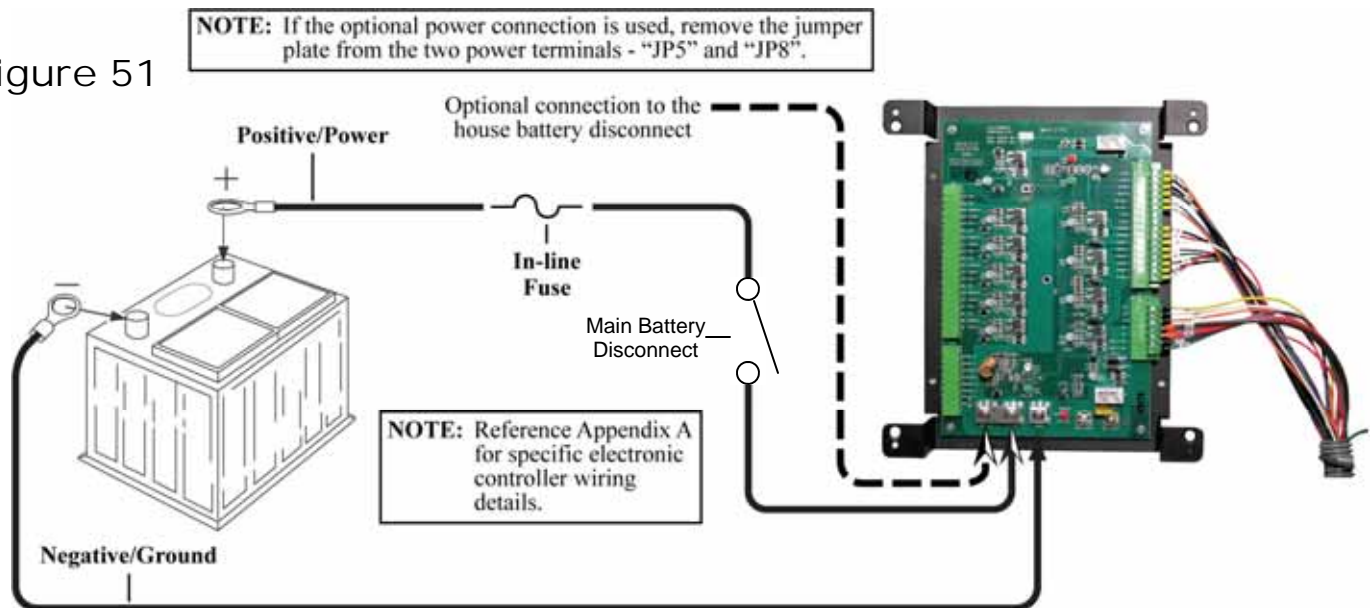 NOTE: If the optional power connection is used, remove the jumper
plate from the two power terminals - “JP5” and “JP8”.
igure 51
Optional connection to the
house battery disconnect
Positive/Power
+
In-line
Fuse
−
Main Battery
Disconnect
NOTE: Reference Appendix A
for specific electronic
controller wiring
details.
Negative/Ground